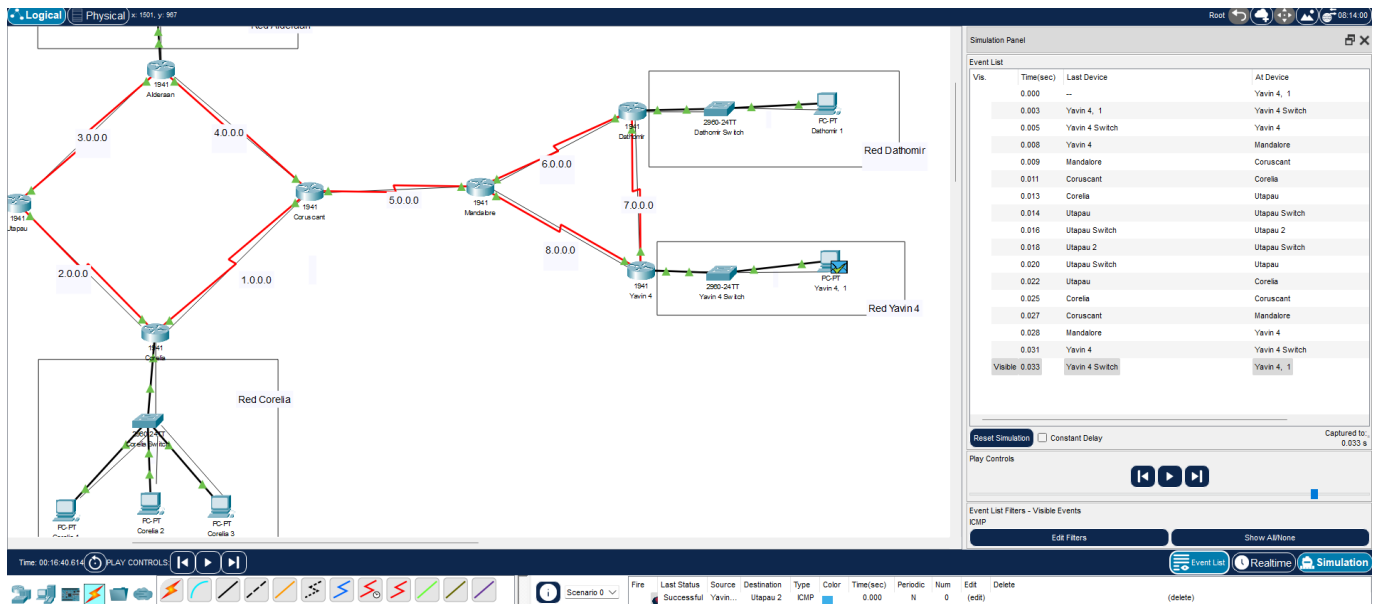 Logical Physical x: 1501, y: 987 Root 08:14:00
Red Alderaan
1941
Alderaan
3.0.0.0
4.0.0.0
1941
Utapau
1941
Coruscant
5.0.0.0
1941
Mandalore
6.0.0.0
1941
Dathomir
2960-24TT
Dathomir Switch
PC-PT
Dathomir 1
Red Dathomir
7.0.0.0
8.0.0.0
1941
Yavin 4
2960-24TT
Yavin 4 Switch
PC-PT
Yavin 4, 1
Red Yavin 4
2.0.0.0
1.0.0.0
1941
Corelia
Red Corelia
2960-24TT
Corelia Switch
PC-PT
PC-PT
Corelia 2
PC-PT
Corelia 3
Simulation Panel
Event List
Vis. Time(sec) Last Device At Device
0.000 -- Yavin 4, 1
0.003 Yavin 4, 1 Yavin 4 Switch
0.005 Yavin 4 Switch Yavin 4
0.008 Yavin 4 Mandalore
0.009 Mandalore Coruscant
0.011 Coruscant Corelia
0.013 Corelia Utapau
0.014 Utapau Utapau Switch
0.016 Utapau Switch Utapau 2
0.018 Utapau 2 Utapau Switch
0.020 Utapau Switch Utapau
0.022 Utapau Corelia
0.025 Corelia Coruscant
0.027 Coruscant Mandalore
0.028 Mandalore Yavin 4
0.031 Yavin 4 Yavin 4 Switch
Visible 0.033 Yavin 4 Switch Yavin 4, 1
Reset Simulation Constant Delay Captured to:
0.033 s
Play Controls
Event List Filters - Visible Events
ICMP
Edit Filters Show All/None
Time: 00:16:40.614 PLAY CONTROLS: Event List Realtime Simulation
Scenario 0
Fire Last Status Source Destination Type Color Time(sec) Periodic Num Edit Delete
Successful Yavin... Utapau 2 ICMP 0.000 N 0 (edit) (delete)